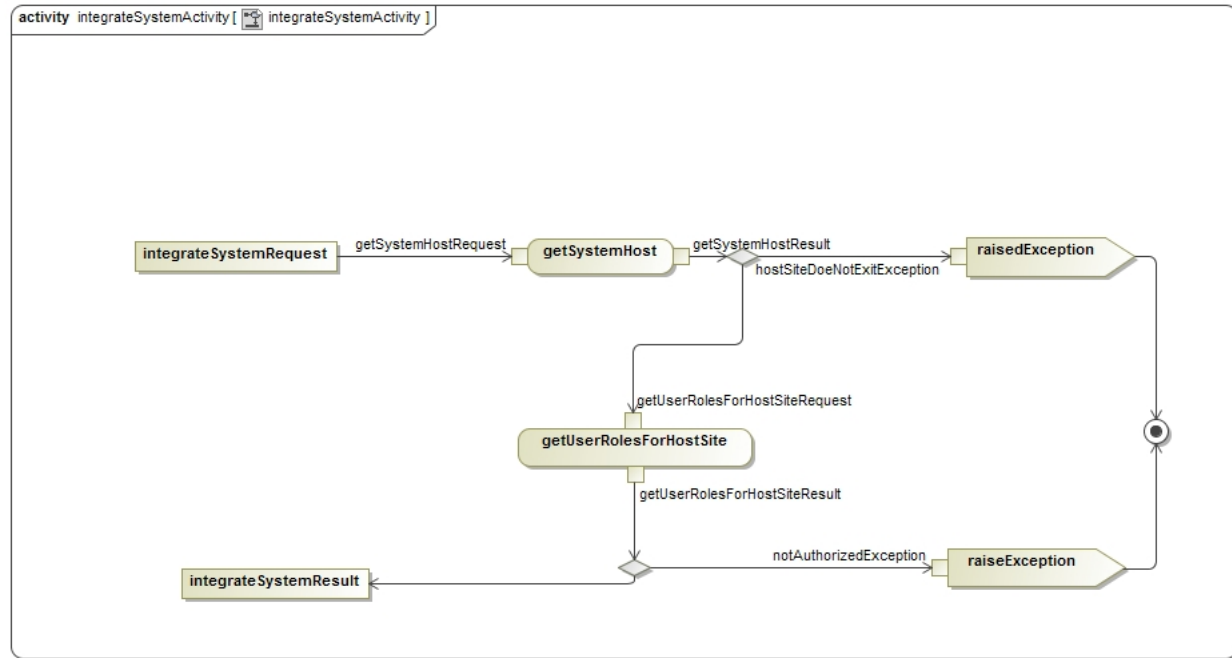 activity integrateSystemActivity [ integrateSystemActivity ]
getSystemHostRequest
getSystemHostResult
integrateSystemRequest
getSystemHost
raisedException
hostSiteDoeNotExitException
getUserRolesForHostSiteRequest
getUserRolesForHostSite
getUserRolesForHostSiteResult
notAuthorizedException
raiseException
integrateSystemResult